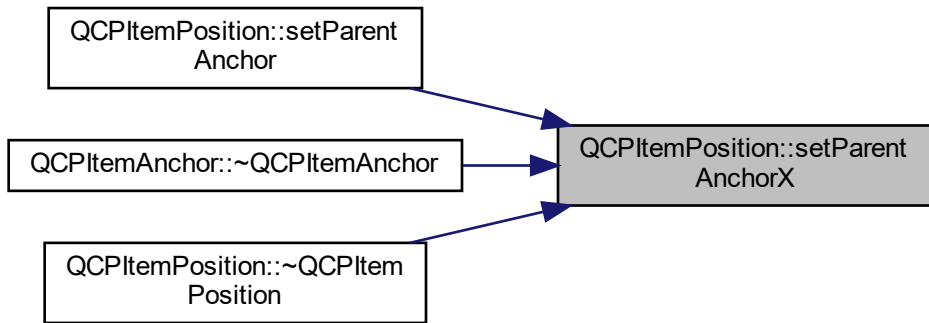 QCPItemPosition::setParent
Anchor
QCPItemAnchor::~QCPItemAnchor
QCPItemPosition::~QCPItem
Position
QCPItemPosition::setParent
AnchorX